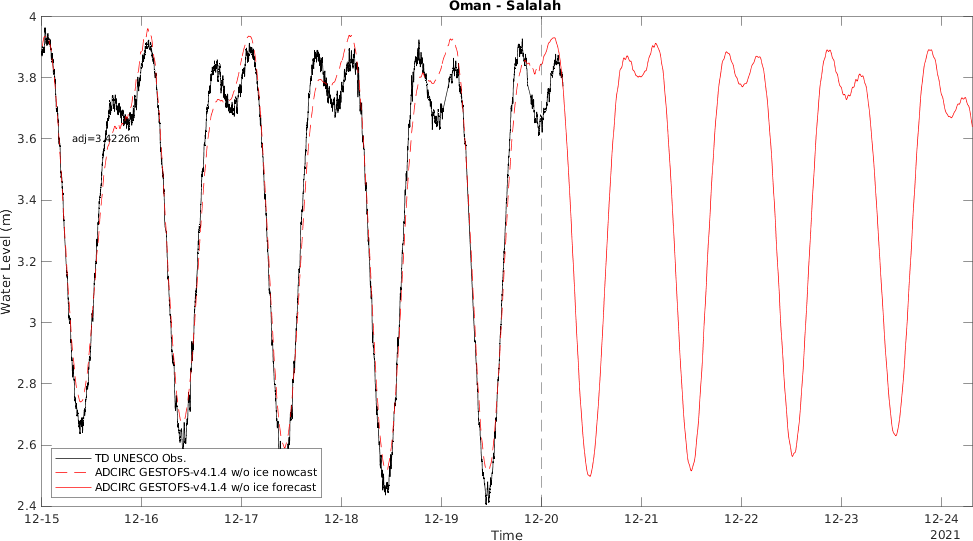 Oman - Salalah
4
3.8
3.6
3.4
3.2
3
2.8
2.6
2.4
Water Level (m)
adj=3.4226m
TD UNESCO Obs.
ADCIRC GESTOFS-v4.1.4 w/o ice nowcast
ADCIRC GESTOFS-v4.1.4 w/o ice forecast
12-15 12-16 12-17 12-18 12-19 12-20 12-21 12-22 12-23 12-24
2021
Time